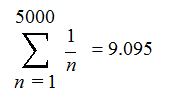 5000
∑ 1/n = 9.095
n = 1